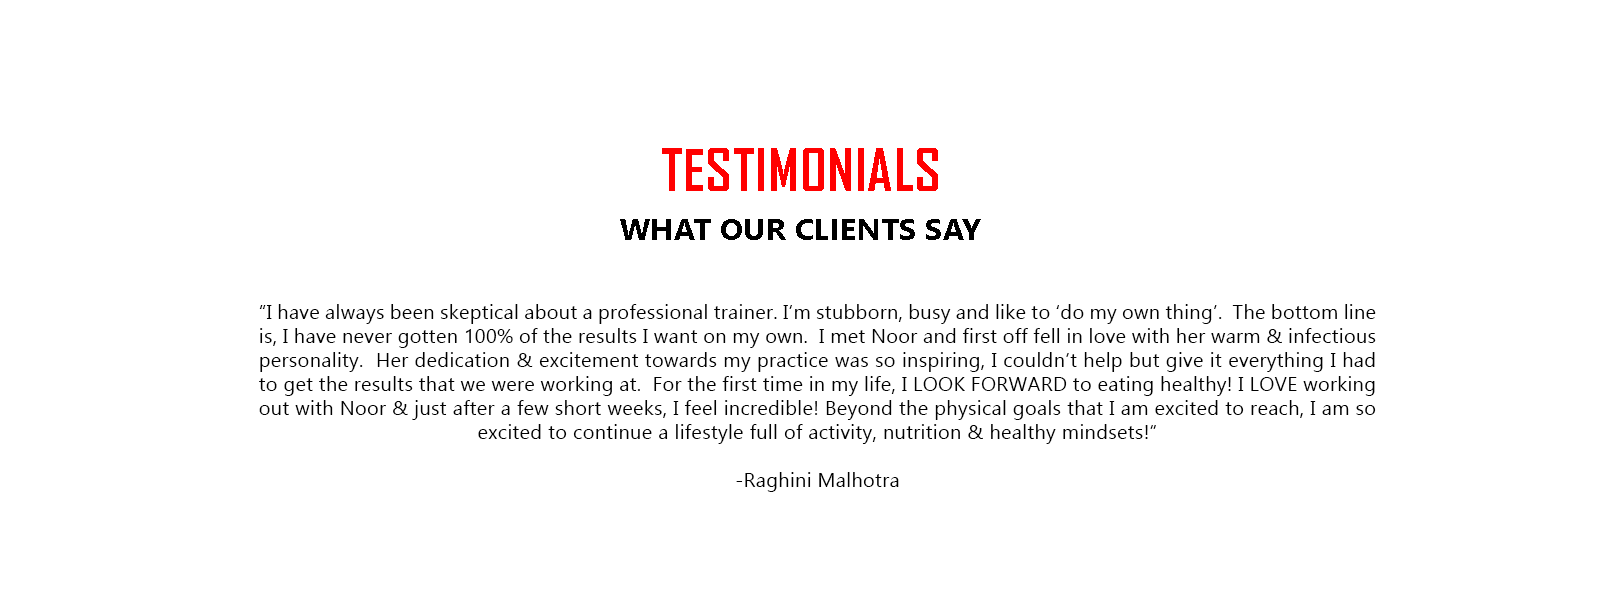 TESTIMONIALS
WHAT OUR CLIENTS SAY
“I have always been skeptical about a professional trainer. I’m stubborn, busy and like to ‘do my own thing’.  The bottom line
is, I have never gotten 100% of the results I want on my own.  I met Noor and first off fell in love with her warm & infectious
personality.  Her dedication & excitement towards my practice was so inspiring, I couldn’t help but give it everything I had
to get the results that we were working at.  For the first time in my life, I LOOK FORWARD to eating healthy! I LOVE working
out with Noor & just after a few short weeks, I feel incredible! Beyond the physical goals that I am excited to reach, I am so
excited to continue a lifestyle full of activity, nutrition & healthy mindsets!“
-Raghini Malhotra